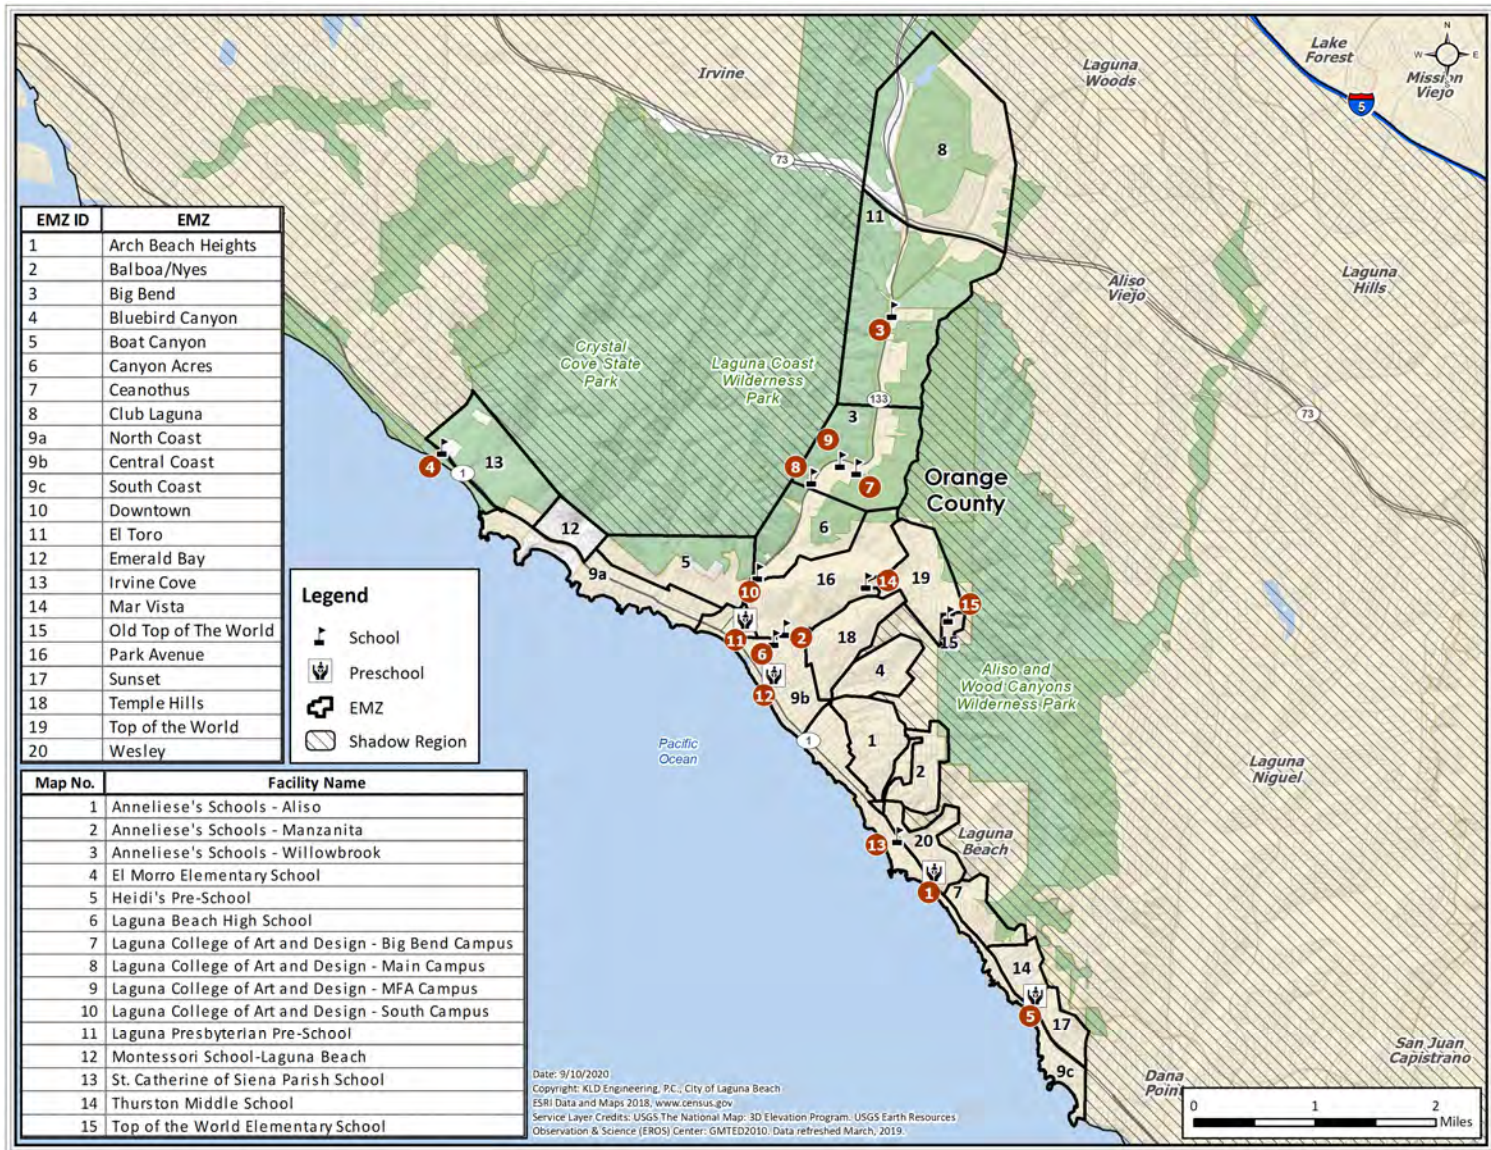 Irvine
Laguna
Woods
Lake
Forest
N
W
E
Mission
Viejo
5
73
8
11
Laguna
Hills
Aliso
Viejo
3
Crystal
Cove State
Park
Laguna Coast
Wilderness
Park
133
73
3
9
8
7
Orange
County
4
1
13
12
6
5
9a
16
14
19
10
15
15
11
2
18
6
4
12
9b
Aliso and
Wood Canyons
Wilderness Park
Pacific
Ocean
1
1
2
Laguna
Niguel
13
20
Laguna
Beach
1
7
14
5
17
9c
San Juan
Capistrano
Dana
Point
EMZ ID EMZ
1 Arch Beach Heights
2 Balboa/Nyes
3 Big Bend
4 Bluebird Canyon
5 Boat Canyon
6 Canyon Acres
7 Ceanothus
8 Club Laguna
9a North Coast
9b Central Coast
9c South Coast
10 Downtown
11 El Toro
12 Emerald Bay
13 Irvine Cove
14 Mar Vista
15 Old Top of The World
16 Park Avenue
17 Sunset
18 Temple Hills
19 Top of the World
20 Wesley
Legend
School
Preschool
EMZ
Shadow Region
Map No. Facility Name
1 Anneliese's Schools - Aliso
2 Anneliese's Schools - Manzanita
3 Anneliese's Schools - Willowbrook
4 El Morro Elementary School
5 Heidi's Pre-School
6 Laguna Beach High School
7 Laguna College of Art and Design - Big Bend Campus
8 Laguna College of Art and Design - Main Campus
9 Laguna College of Art and Design - MFA Campus
10 Laguna College of Art and Design - South Campus
11 Laguna Presbyterian Pre-School
12 Montessori School-Laguna Beach
13 St. Catherine of Siena Parish School
14 Thurston Middle School
15 Top of the World Elementary School
Date: 9/10/2020
Copyright: KLD Engineering, P.C., City of Laguna Beach
ESRI Data and Maps 2018, www.census.gov
Service Layer Credits: USGS The National Map: 3D Elevation Program. USGS Earth Resources
Observation & Science (EROS) Center: GMTED2010. Data refreshed March, 2019.
0 1 2
Miles